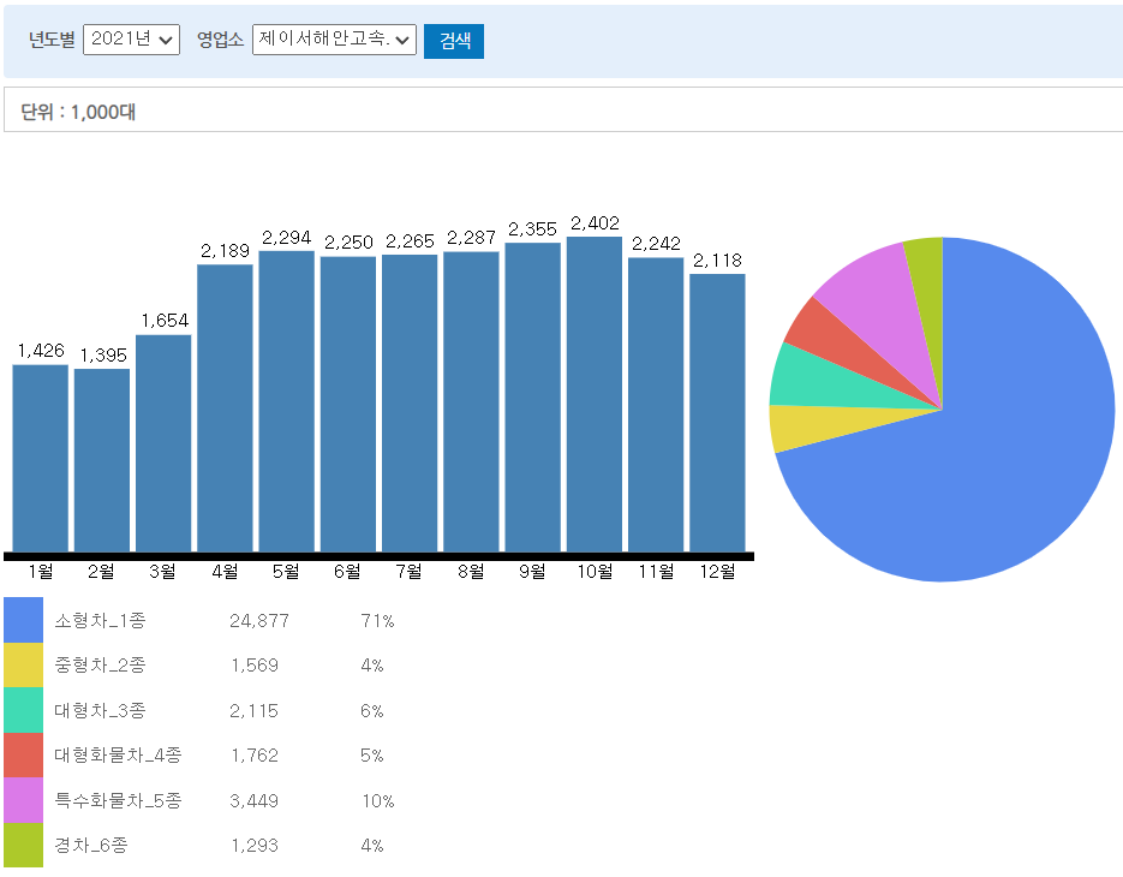 년도별 2021년 영업소 제이서해안고속. 검색
단위 : 1,000대
1,426 1,395 1,654 2,189 2,294 2,250 2,265 2,287 2,355 2,402 2,242 2,118
1월 2월 3월 4월 5월 6월 7월 8월 9월 10월 11월 12월
소형차_1종 24,877 71%
중형차_2종 1,569 4%
대형차_3종 2,115 6%
대형화물차_4종 1,762 5%
특수화물차_5종 3,449 10%
경차_6종 1,293 4%